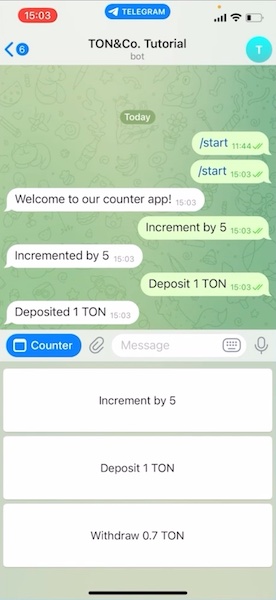 15:03
TELEGRAM
6
TON&Co. Tutorial
bot
T
Today
/start 11:44
/start 15:03
Welcome to our counter app! 15:03
Increment by 5 15:03
Incremented by 5 15:03
Deposit 1 TON 15:03
Deposited 1 TON 15:03
Counter
Message
Increment by 5
Deposit 1 TON
Withdraw 0.7 TON